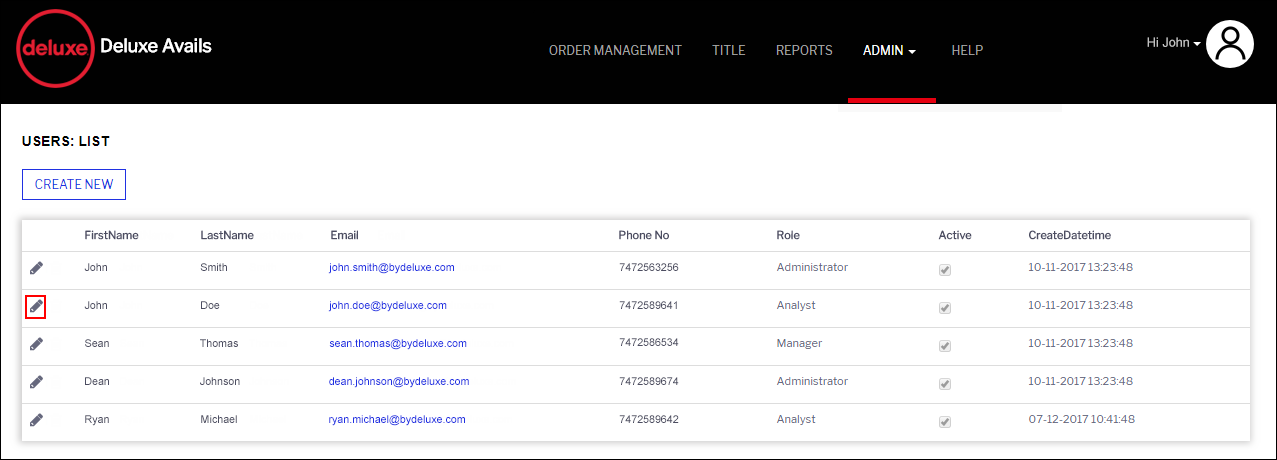 deluxe Deluxe Avails
ORDER MANAGEMENT TITLE REPORTS ADMIN HELP
Hi John
USERS: LIST
CREATE NEW
FirstName LastName Email Phone No Role Active CreateDatetime
John Smith john.smith@bydeluxe.com 7472563256 Administrator 10-11-2017 13:23:48
John Doe john.doe@bydeluxe.com 7472589641 Analyst 10-11-2017 13:23:48
Sean Thomas sean.thomas@bydeluxe.com 7472586534 Manager 10-11-2017 13:23:48
Dean Johnson dean.johnson@bydeluxe.com 7472589674 Administrator 10-11-2017 13:23:48
Ryan Michael ryan.michael@bydeluxe.com 7472589642 Analyst 07-12-2017 10:41:48